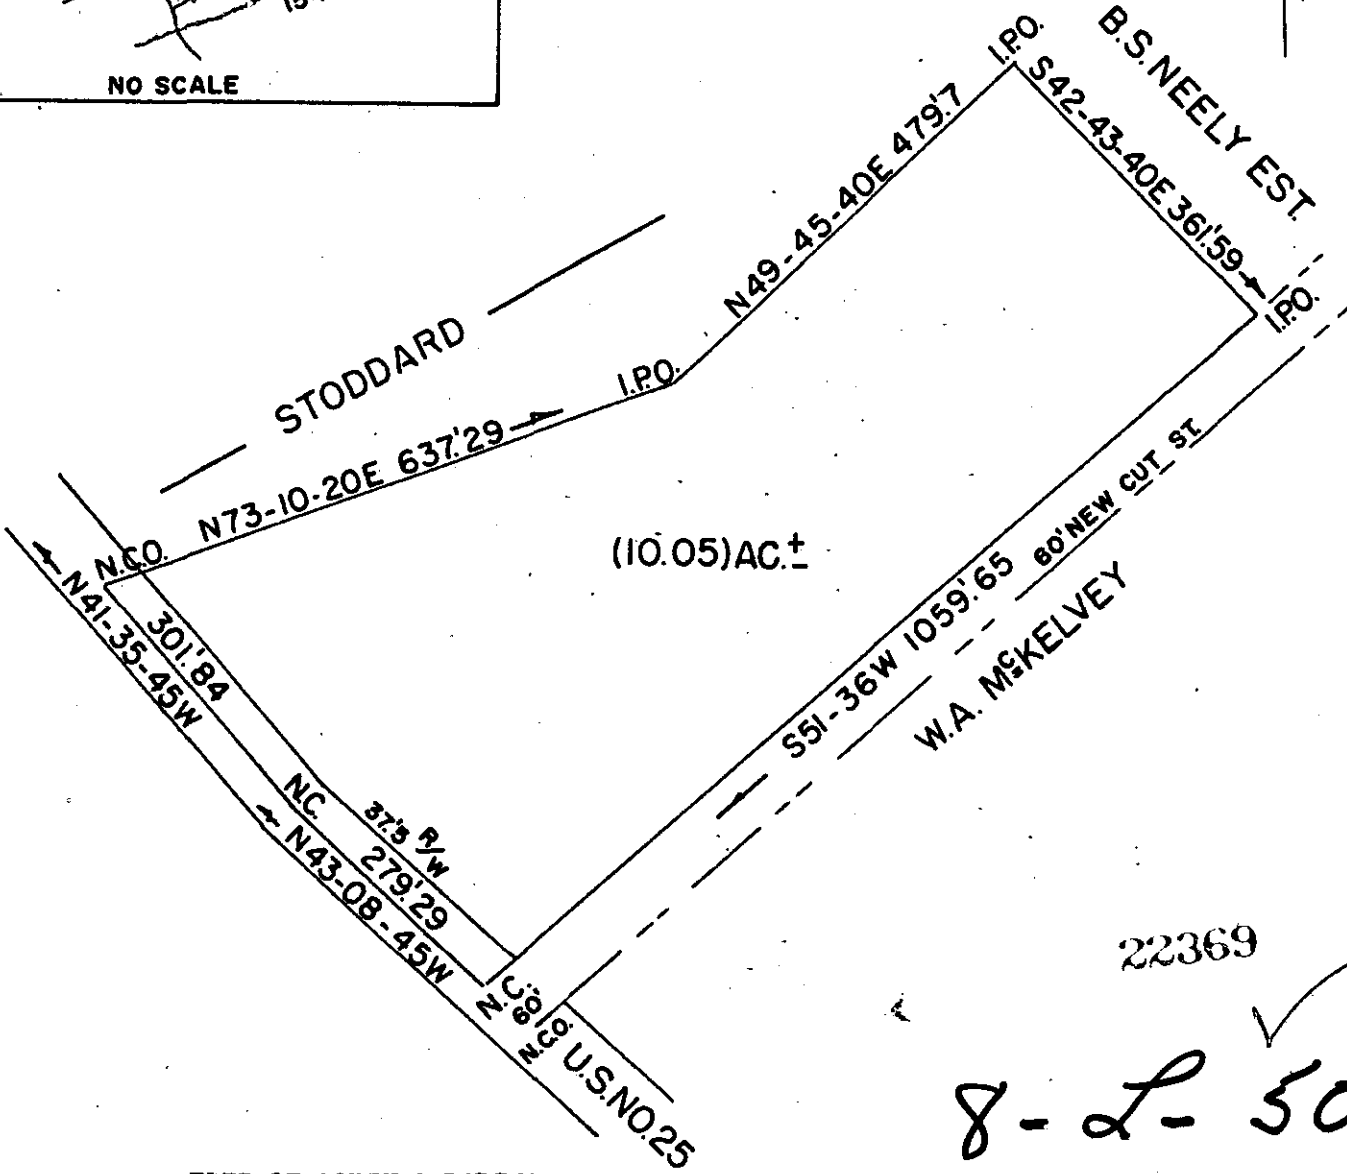 NO SCALE
I.P.O.
B.S. NEELY EST.
S42-43-40E 361.'59
N49-45-40E 479.'7
I.P.O.
STODDARD
I.P.O.
N73-10-20E 637.'29
N.C.O.
(10.05) AC. ±
60' NEW CUT ST.
S51-36W 1059.'65
W.A. McKELVEY
N41-35-45W
301.'84
N.C.
37.'5 R/W
279.'29
N43-08-45W
N.C.O.
60'
N.C.O.
U.S. NO. 25
22369
8-L-50